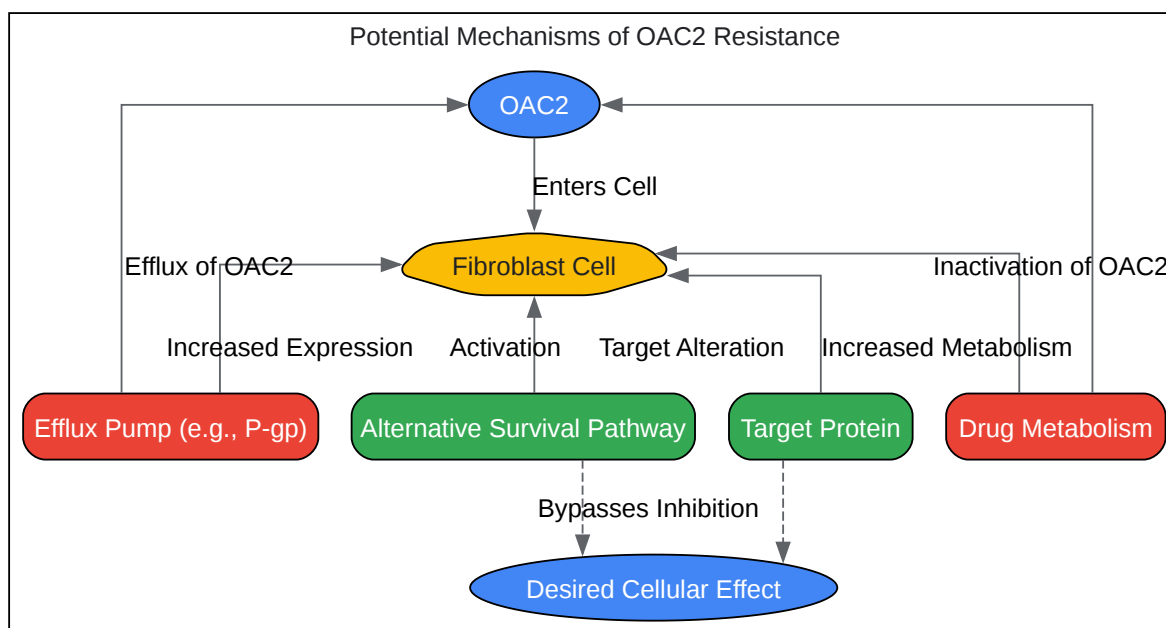 Potential Mechanisms of OAC2 Resistance
OAC2
Enters Cell
Efflux of OAC2
Fibroblast Cell
Inactivation of OAC2
Increased Expression
Activation
Target Alteration
Increased Metabolism
Efflux Pump (e.g., P-gp)
Alternative Survival Pathway
Target Protein
Drug Metabolism
Bypasses Inhibition
Desired Cellular Effect